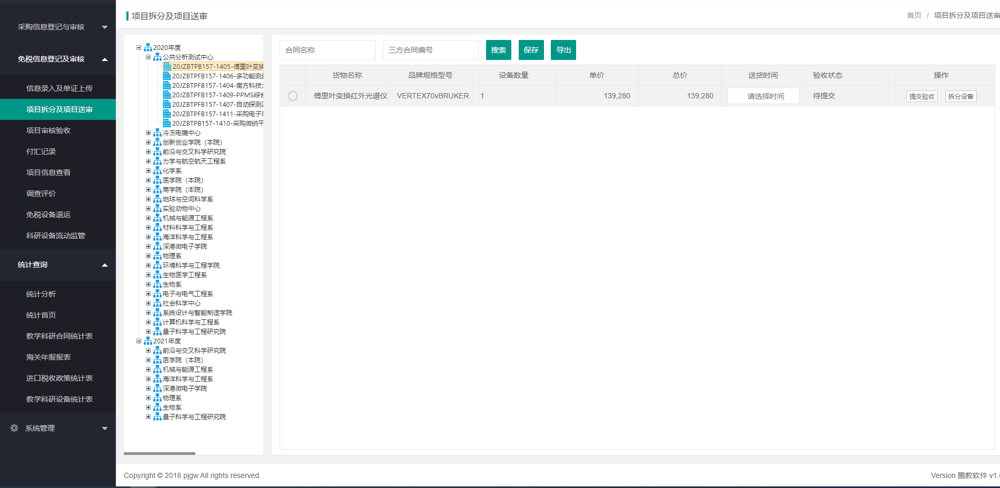 采购信息登记与审核
免税信息登记及审核
信息录入及单证上传
项目拆分及项目送审
项目审核验收
付汇记录
项目信息查看
调查评价
免税设备退运
科研设备流动监管
统计查询
统计分析
统计首页
教学科研合同统计表
海关年报报表
进口税收政策统计表
教学科研设备统计表
系统管理
项目拆分及项目送审
首页 / 项目拆分及项目送审
2020年度
公共分析测试中心
20JZBTPB157-1405-傅里叶变换
20JZBTPFB157-1406-多功能测
20JZBTPFB157-1404-南方科技
20JZBTPFB157-1409-PPMS综合
20JZBTPFB157-1407-自动探测
20JZBTPFB157-1411-采购电子
20JZBTPB157-1410-采购微纳平
冷冻电镜中心
创新创业学院（本院）
前沿与交叉科学研究院
力学与航空航天工程系
化学系
医学院（本院）
商学院（本院）
地球与空间科学系
实验动物中心
机械与能源工程系
材料科学与工程系
海洋科学与工程系
深港微电子学院
物理系
环境科学与工程学院
生物医学工程系
生物系
电子与电气工程系
社会科学中心
系统设计与智能制造学院
计算机科学与工程系
量子科学与工程研究院
2021年度
前沿与交叉科学研究院
医学院（本院）
机械与能源工程系
海洋科学与工程系
深港微电子学院
物理系
生物系
量子科学与工程研究院
合同名称 三方合同编号 搜索 保存 导出
货物名称 品牌规格型号 设备数量 单价 总价 送货时间 验收状态 操作
傅里叶变换红外光谱仪 VERTEX70vBRUKER 1 139,280 139,280 请选择时间 待提交 提交验收 拆分设备
Copyright © 2018 pjgw All rights reserved.
Version 鹏教软件 v1.